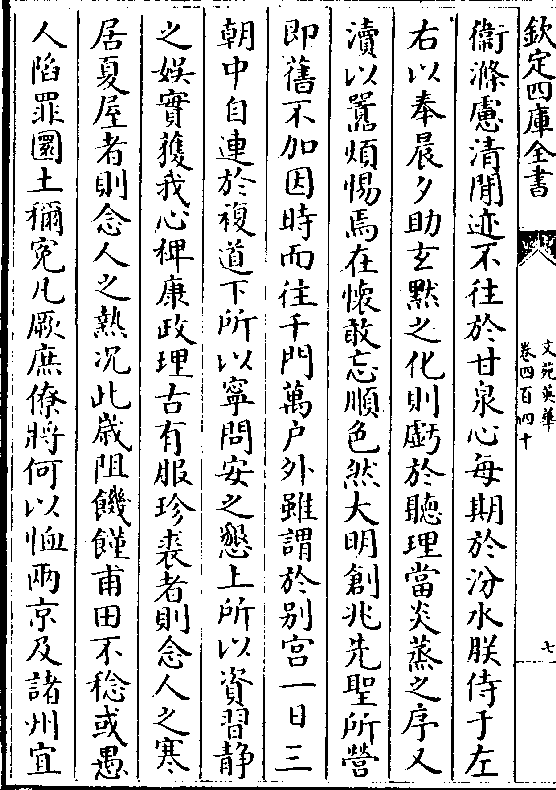 欽定四庫全書
文苑英華
卷四百四十
七
衞滌慮清閒迹不往於甘泉心每期於汾水朕侍于左
右以奉晨夕助玄黙之化則虧於聽理當炎蒸之序又
瀆以囂煩惕焉在懷敢忘順色然大明創兆先聖所營
即舊不加因時而往千門萬户外雖謂於别宫一日三
朝中自連於複道下所以寧問安之懇上所以資習静
之娛實獲我心稗康政理古有服珍裘者則念人之寒
居夏屋者則念人之熱况此歲阻饑饉甫田不稔或愚
人陷罪圜土稱寃凡厥庶僚將何以恤兩京及諸州宜